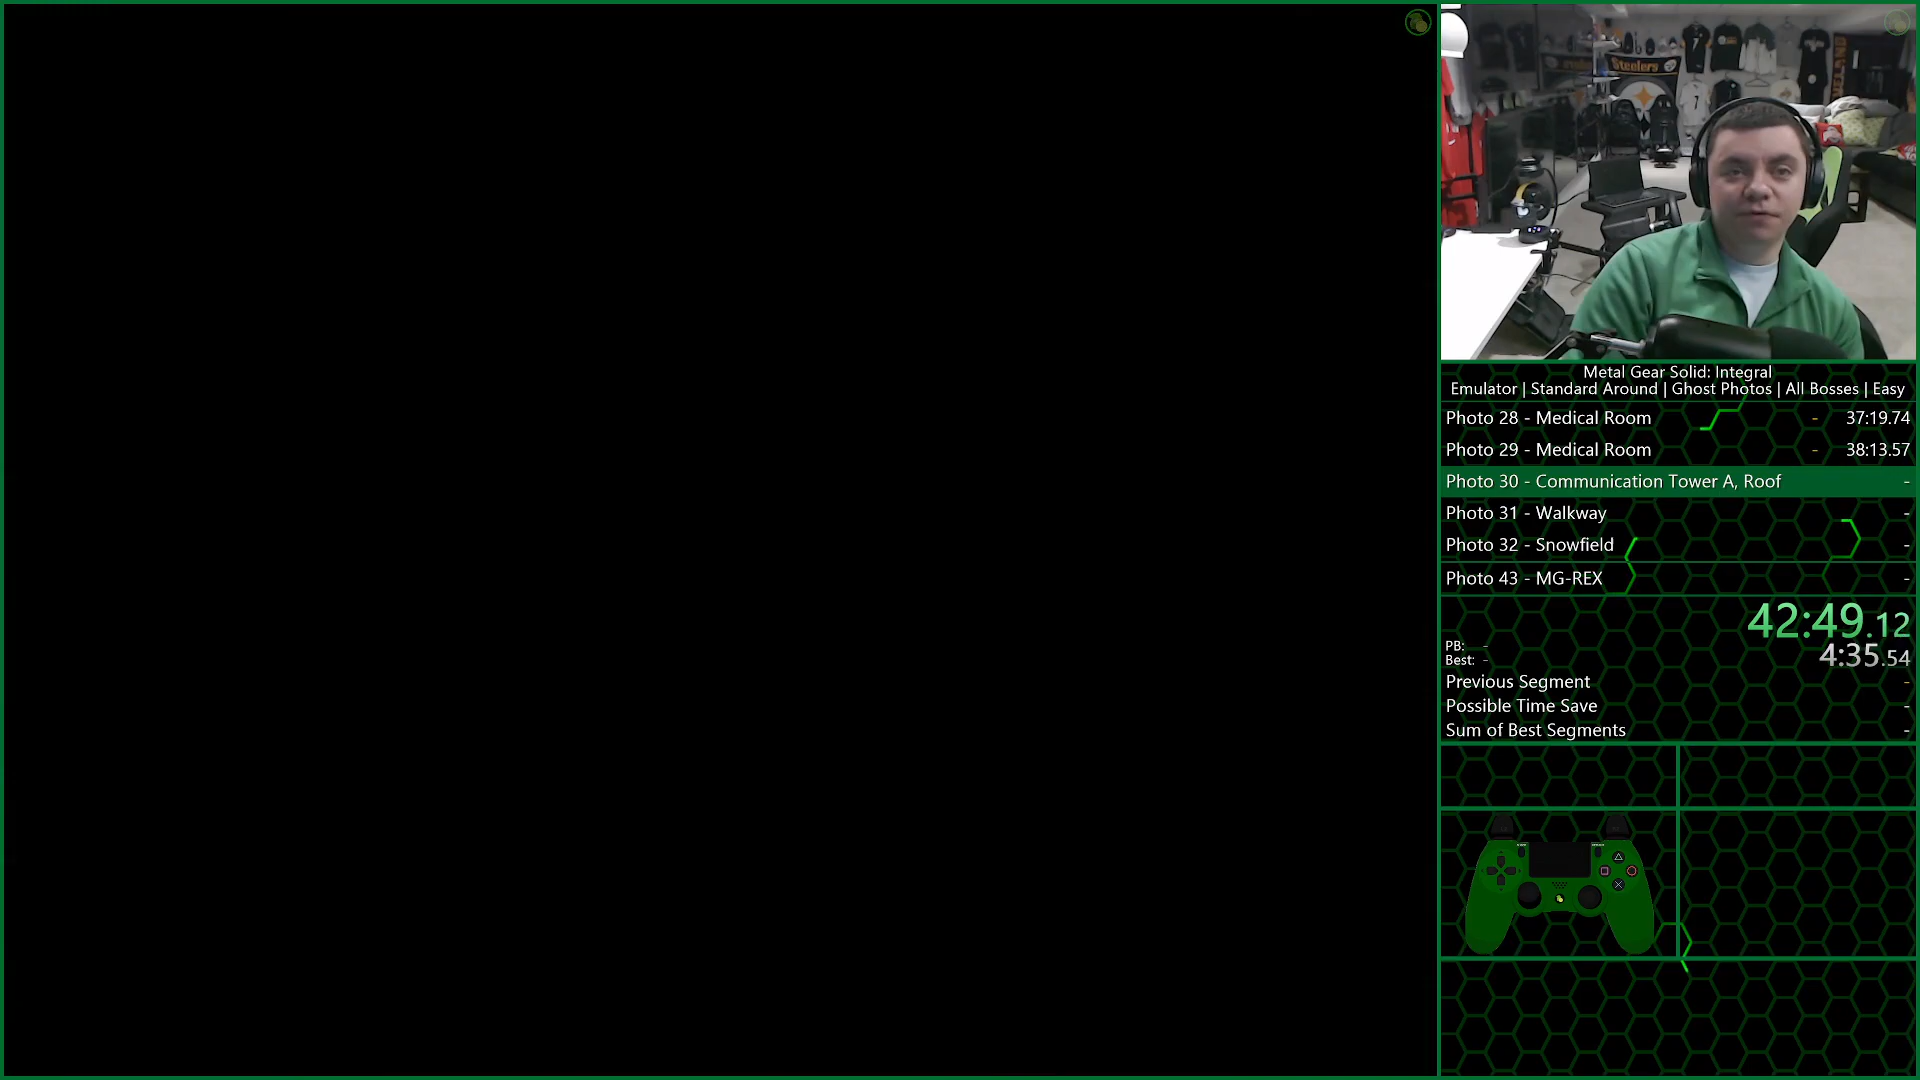 Steelers
7
7
Metal Gear Solid: Integral
Emulator | Standard Around | Ghost Photos | All Bosses | Easy
Photo 28 - Medical Room - 37:19.74
Photo 29 - Medical Room - 38:13.57
Photo 30 - Communication Tower A, Roof -
Photo 31 - Walkway -
Photo 32 - Snowfield -
Photo 43 - MG-REX -
42:49.12
PB: -
4:35.54
Best: -
Previous Segment -
Possible Time Save -
Sum of Best Segments -